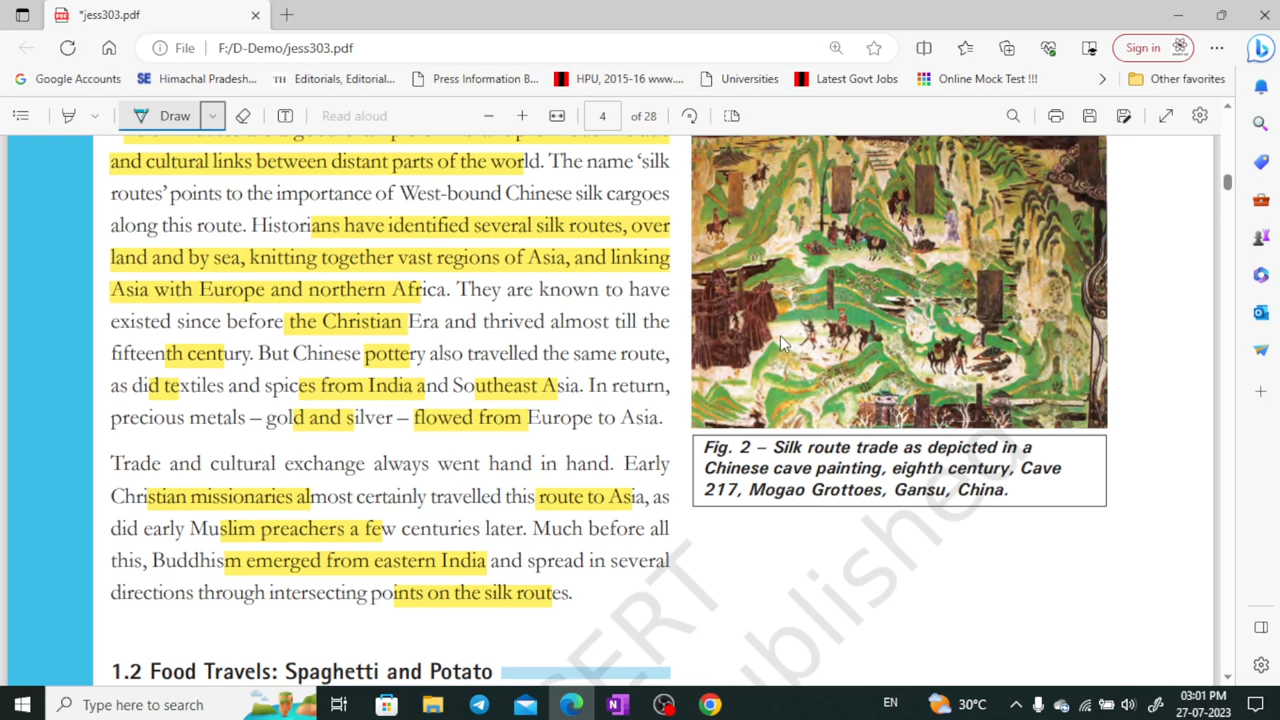 *jess303.pdf
File F:/D-Demo/jess303.pdf
Sign in
Google Accounts
SE Himachal Pradesh...
TH Editorials, Editorial...
Press Information B...
HPU, 2015-16 www....
Universities
Latest Govt Jobs
Online Mock Test !!!
Other favorites
Draw
Read aloud
4 of 28
and cultural links between distant parts of the world. The name ‘silk
routes’ points to the importance of West-bound Chinese silk cargoes
along this route. Historians have identified several silk routes, over
land and by sea, knitting together vast regions of Asia, and linking
Asia with Europe and northern Africa. They are known to have
existed since before the Christian Era and thrived almost till the
fifteenth century. But Chinese pottery also travelled the same route,
as did textiles and spices from India and Southeast Asia. In return,
precious metals – gold and silver – flowed from Europe to Asia.
Trade and cultural exchange always went hand in hand. Early
Christian missionaries almost certainly travelled this route to Asia, as
did early Muslim preachers a few centuries later. Much before all
this, Buddhism emerged from eastern India and spread in several
directions through intersecting points on the silk routes.
Fig. 2 – Silk route trade as depicted in a
Chinese cave painting, eighth century, Cave
217, Mogao Grottoes, Gansu, China.
1.2 Food Travels: Spaghetti and Potato
Type here to search
EN
30°C
03:01 PM
27-07-2023